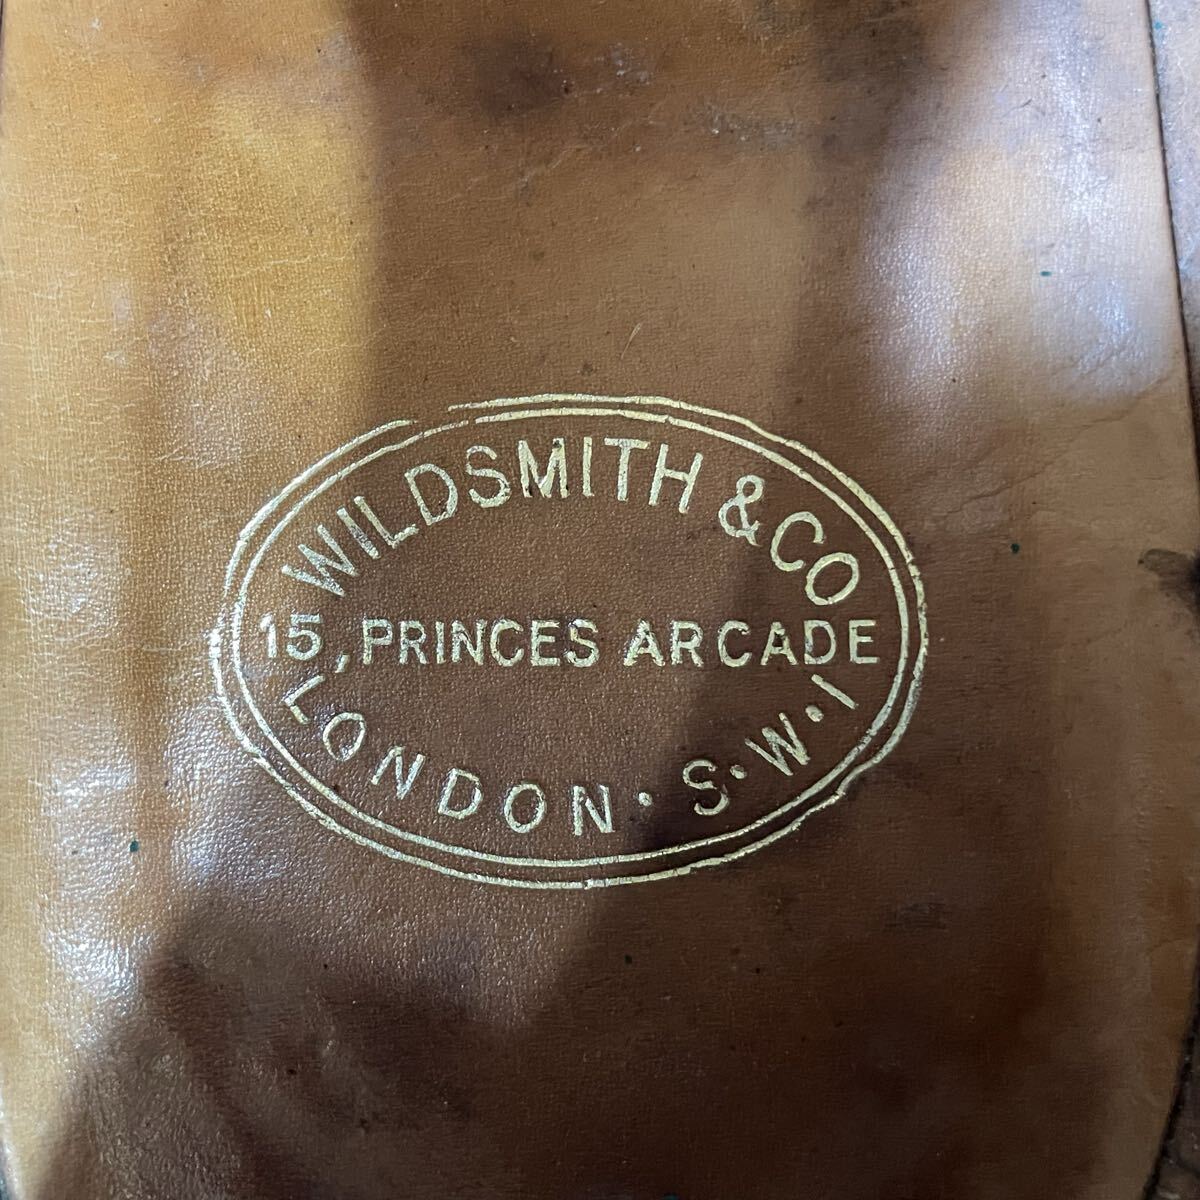 WILDSMITH & CO
15, PRINCES ARCADE
LONDON · S · W · 1